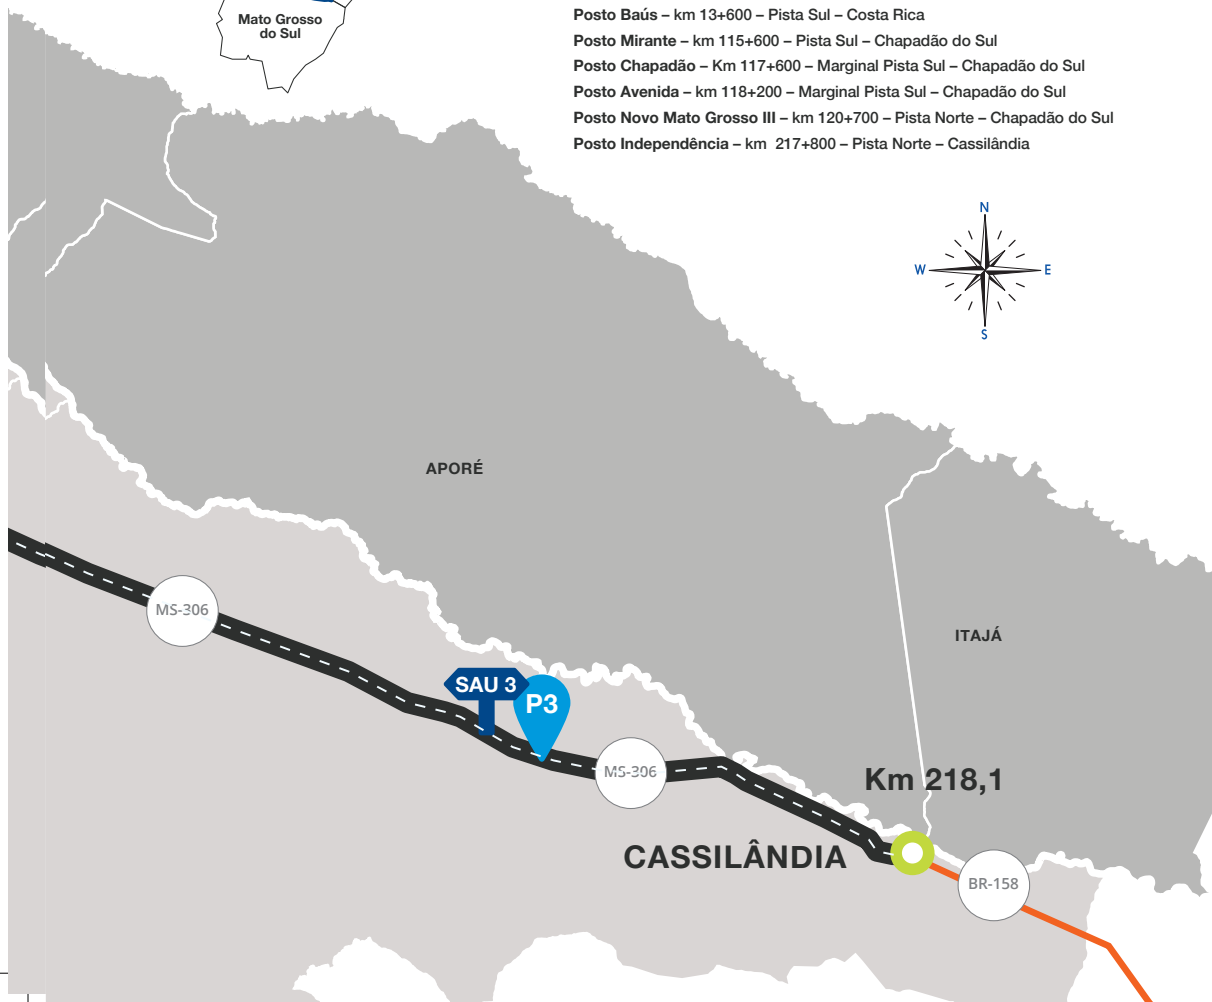 Mato Grosso
do Sul
Posto Baús – km 13+600 – Pista Sul – Costa Rica
Posto Mirante – km 115+600 – Pista Sul – Chapadão do Sul
Posto Chapadão – Km 117+600 – Marginal Pista Sul – Chapadão do Sul
Posto Avenida – km 118+200 – Marginal Pista Sul – Chapadão do Sul
Posto Novo Mato Grosso III – km 120+700 – Pista Norte – Chapadão do Sul
Posto Independência – km 217+800 – Pista Norte – Cassilândia
N
W
E
S
APORÉ
MS-306
ITAJÁ
SAU 3
P3
MS-306
Km 218,1
CASSILÂNDIA
BR-158